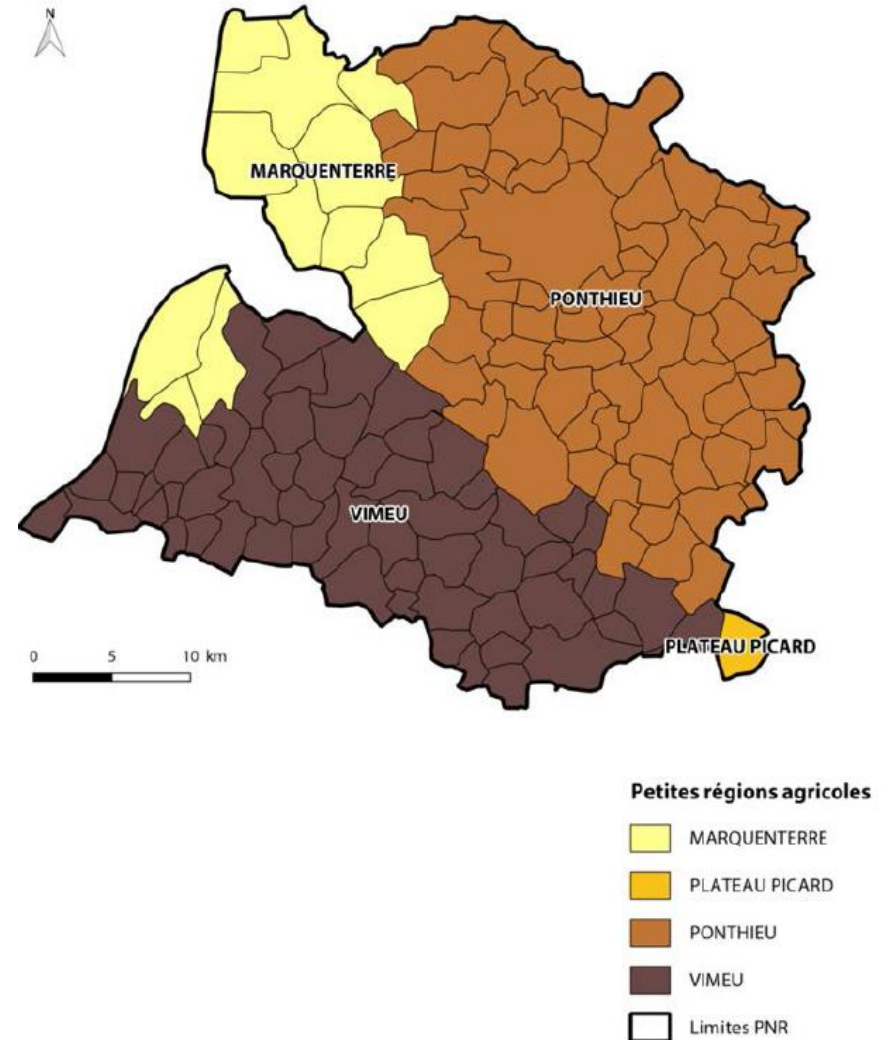 N
MARQUENTERRE
PONTHIEU
VIMEU
PLATEAU PICARD
0 5 10 km
Petites régions agricoles
MARQUENTERRE
PLATEAU PICARD
PONTHIEU
VIMEU
Limites PNR